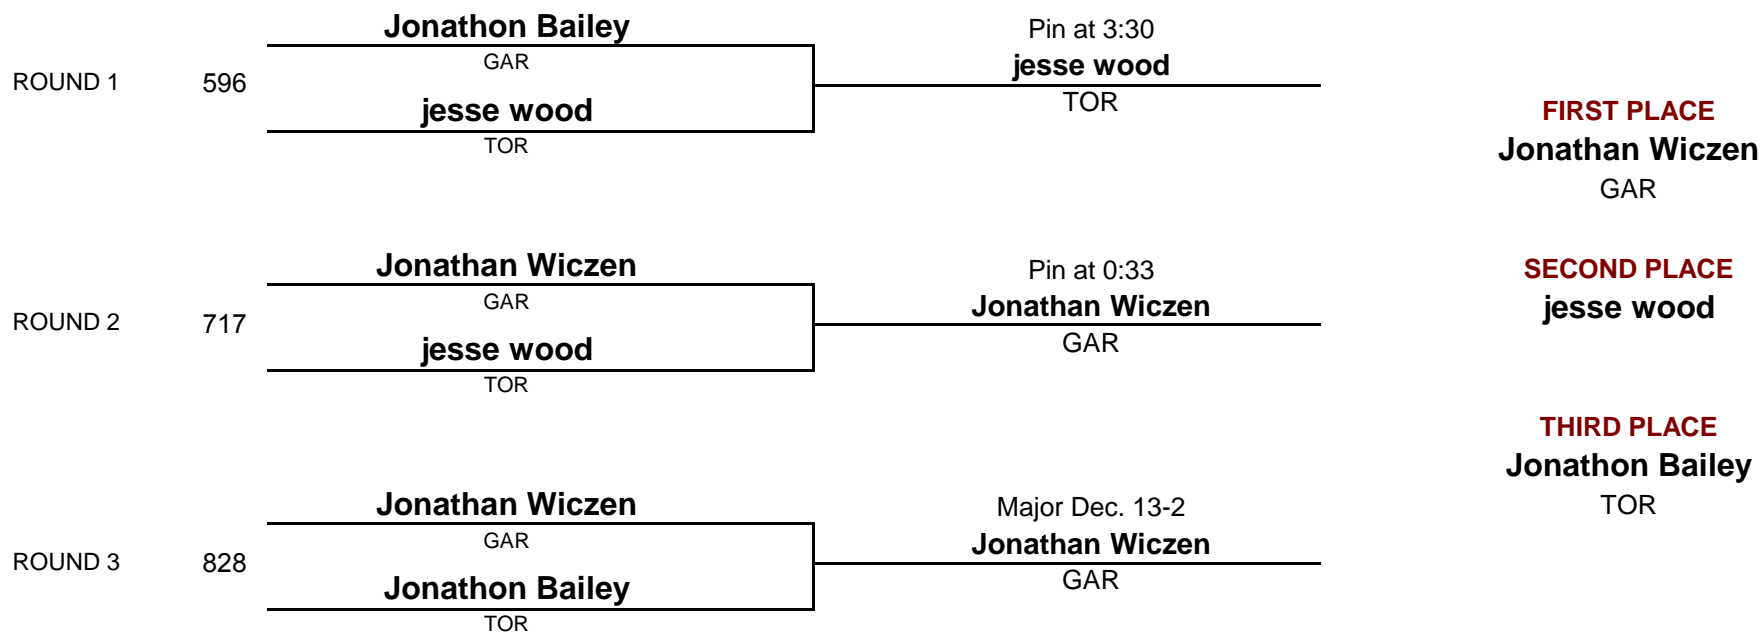 Jonathon Bailey
GAR
ROUND 1
596
jesse wood
TOR
Pin at 3:30
jesse wood
TOR
FIRST PLACE
Jonathan Wiczen
GAR
Jonathan Wiczen
GAR
ROUND 2
717
jesse wood
TOR
Pin at 0:33
Jonathan Wiczen
GAR
SECOND PLACE
jesse wood
THIRD PLACE
Jonathon Bailey
TOR
Jonathan Wiczen
GAR
ROUND 3
828
Jonathon Bailey
TOR
Major Dec. 13-2
Jonathan Wiczen
GAR